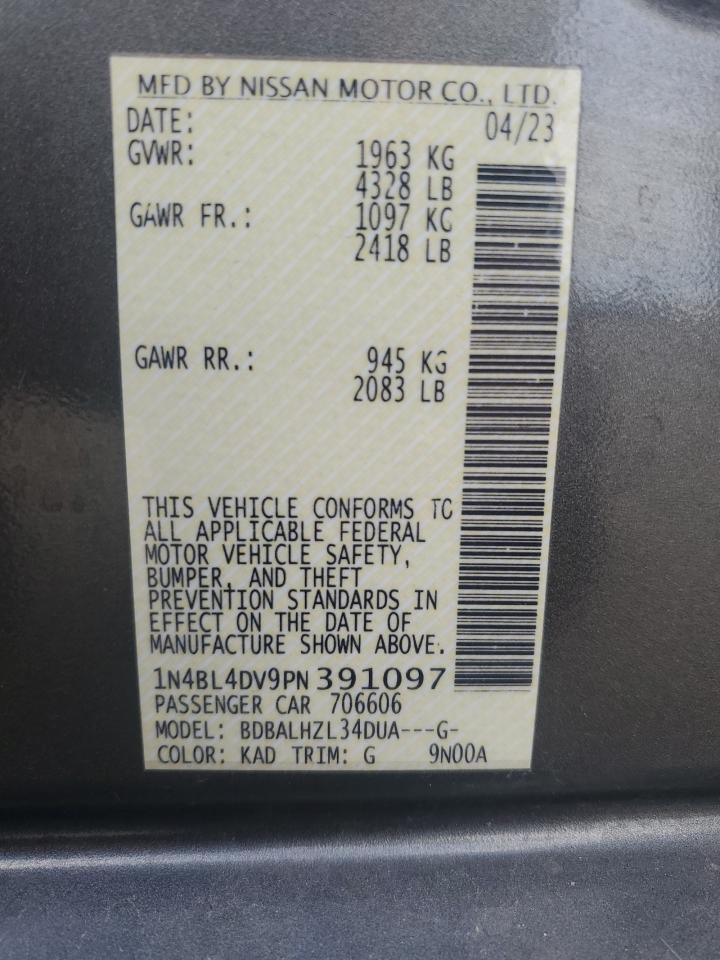 MFD BY NISSAN MOTOR CO., LTD.
DATE: 04/23
GVWR: 1963 KG
4328 LB
GAWR FR.: 1097 KG
2418 LB
GAWR RR.: 945 KG
2083 LB
THIS VEHICLE CONFORMS TO
ALL APPLICABLE FEDERAL
MOTOR VEHICLE SAFETY,
BUMPER, AND THEFT
PREVENTION STANDARDS IN
EFFECT ON THE DATE OF
MANUFACTURE SHOWN ABOVE.
1N4BL4DV9PN391097
PASSENGER CAR 706606
MODEL: BDBALHZL34DUA---G-
COLOR: KAD TRIM: G 9N00A